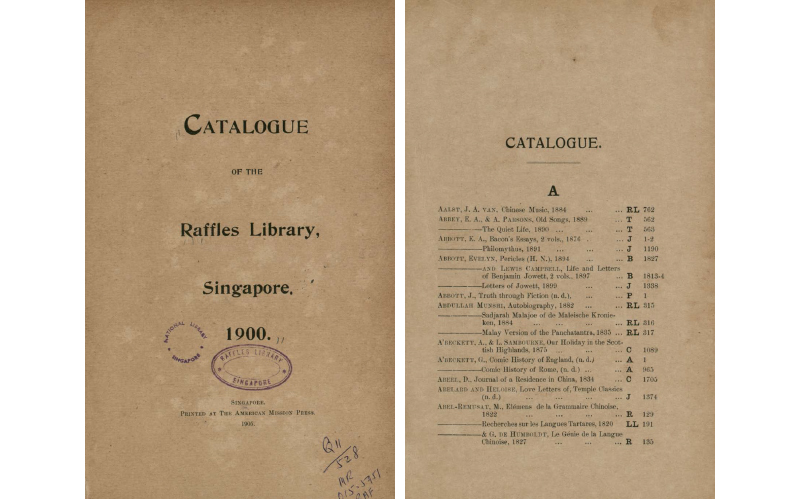 CATALOGUE
OF THE
Raffles Library,
Singapore.
1900.
NATIONAL LIBRARY
SINGAPORE
RAFFLES LIBRARY
SINGAPORE
SINGAPORE:
PRINTED AT THE AMERICAN MISSION PRESS
Q11
528
AR
CATALOGUE.
A
AALST, J. A. VAN, Chinese Music, 1884 ... ... RL 762
ABBEY, E. A., & A. PARSONS, Old Songs, 1889 ... T 562
The Quiet Life, 1890 ... ... T 563
ABBOTT, E. A., Bacon's Essays, 2 vols., 1876 ... J 1-2
Philomythus, 1891 ... ... J 1190
ABBOTT, EVELYN, Pericles (H. N.), 1894 ... B 1827
AND LEWIS CAMPBELL, Life and Letters
of Benjamin Jowett, 2 vols., 1897 ... B 1813-4
Letters of Jowett, 1899 ... J 1338
ABBOTT, J., Truth through Fiction (n. d.), ... P 1
ABDULLAH MUNSHI, Autobiography, 1882 ... ... RL 315
Sadjarah Malajoe of de Maleische Kronie-
ken, 1884 ... ... ... RL 316
Malay Version of the Panchatantra, 1835 ... RL 317
A'BECKETT, A., & L. SAMBOURNE, Our Holiday in the Scot-
tish Highlands, 1875 ... ... C 1089
A'BECKETT, G., Comic History of England, (n. d.) ... A 1
Comic History of Rome, (n. d.) ... ... A 965
ABEEL, D., Journal of a Residence in China, 1834 ... C 1705
ABELARD AND HELOISE, Love Letters of, Temple Classics
(n. d.) ... ... ... J 1374
ABEL-REMUSAT, M., Elémens de la Grammaire Chinoise,
1822 ... ... ... R 129
Recherches sur les Langues Tartares, 1820 LL 191
& G. DE HUMBOLDT, Le Génie de la Langue
Chinoise, 1827 ... ... R 135